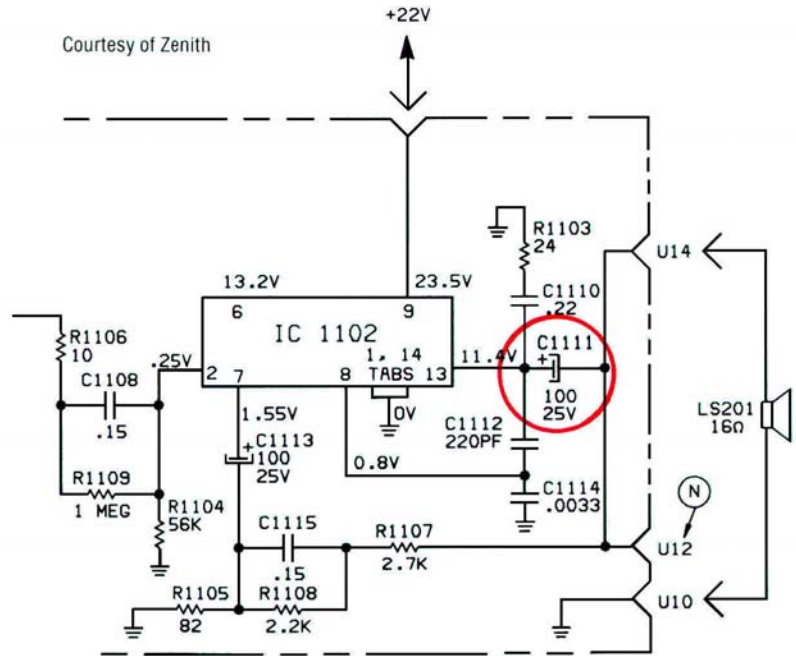 +22V
Courtesy of Zenith
R1103
24
U14
13.2V
23.5V
C1110
.22
6
9
IC 1102
R1106
10
C1111
+
.25V
1, 14
11.4V
2
7
8
TABS
13
C1108
100
25V
LS201
16Ω
.15
1.55V
0V
C1112
220PF
+
C1113
100
25V
0.8V
R1109
1 MEG
R1104
56K
C1114
.0033
N
C1115
R1107
.15
2.7K
U12
R1105
R1108
82
2.2K
U10